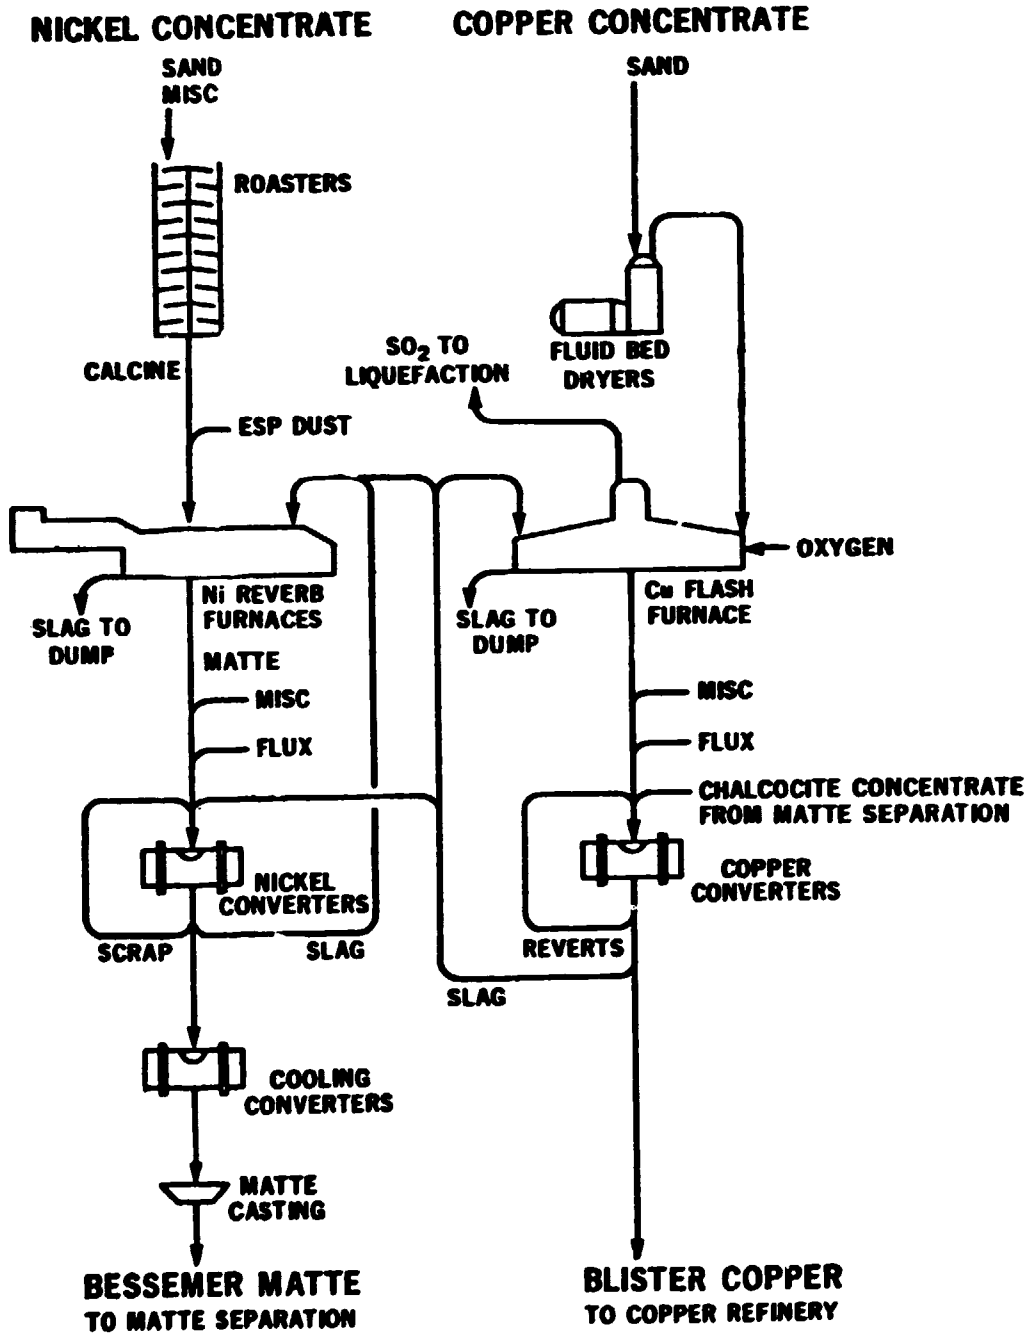 NICKEL CONCENTRATE
COPPER CONCENTRATE
SAND
MISC
SAND
ROASTERS
FLUID BED
DRYERS
SO₂ TO
LIQUEFACTION
CALCINE
ESP DUST
OXYGEN
Ni REVERB
FURNACES
Cu FLASH
FURNACE
SLAG TO
DUMP
SLAG TO
DUMP
MATTE
MISC
FLUX
MISC
FLUX
CHALCOCITE CONCENTRATE
FROM MATTE SEPARATION
NICKEL
CONVERTERS
COPPER
CONVERTERS
SCRAP
SLAG
REVERTS
SLAG
COOLING
CONVERTERS
MATTE
CASTING
BESSEMER MATTE
TO MATTE SEPARATION
BLISTER COPPER
TO COPPER REFINERY